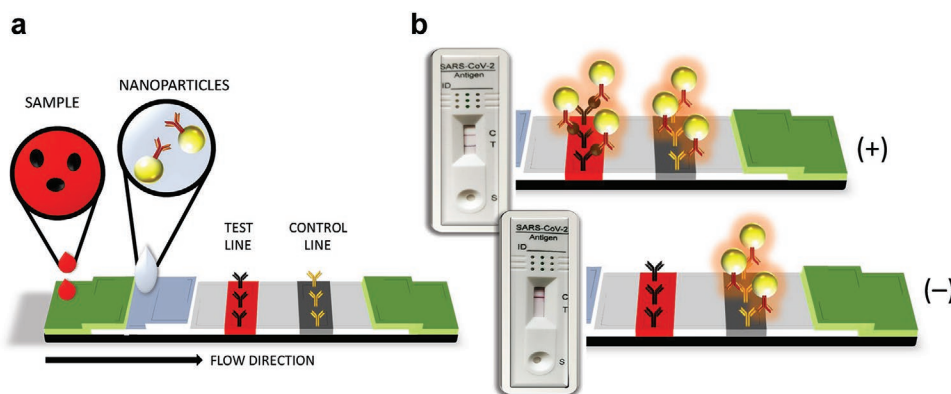 a
SAMPLE
NANOPARTICLES
TEST
LINE
CONTROL
LINE
FLOW DIRECTION
b
SARS-CoV-2
Antigen
ID
C
T
S
(+)
SARS-CoV-2
Antigen
ID
C
T
S
(–)